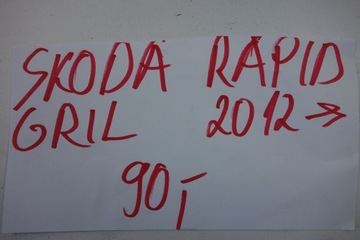 SKODA RAPID
GRIL 2012 →
90,-